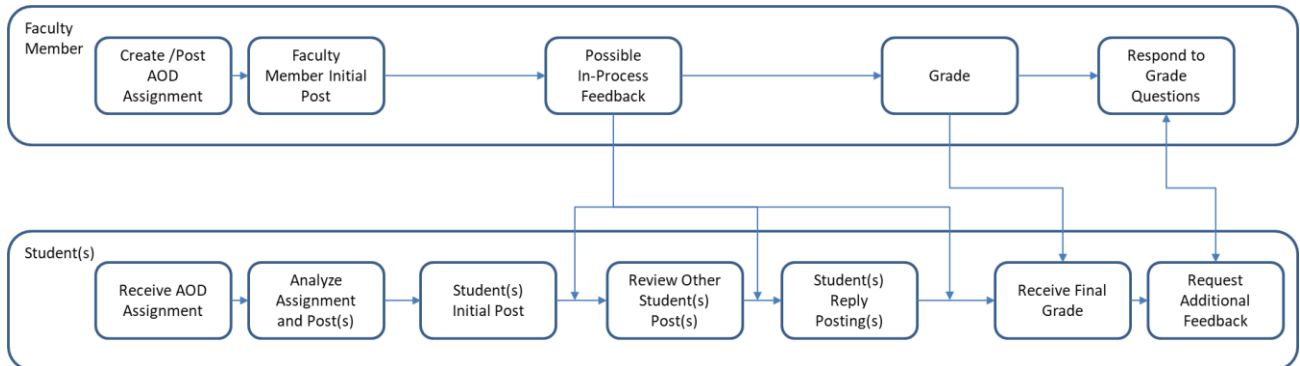 Faculty
Member
Create /Post
AOD
Assignment
Faculty
Member Initial
Post
Possible
In-Process
Feedback
Grade
Respond to
Grade
Questions
Student(s)
Receive AOD
Assignment
Analyze
Assignment
and Post(s)
Student(s)
Initial Post
Review Other
Student(s)
Post(s)
Student(s)
Reply
Posting(s)
Receive Final
Grade
Request
Additional
Feedback